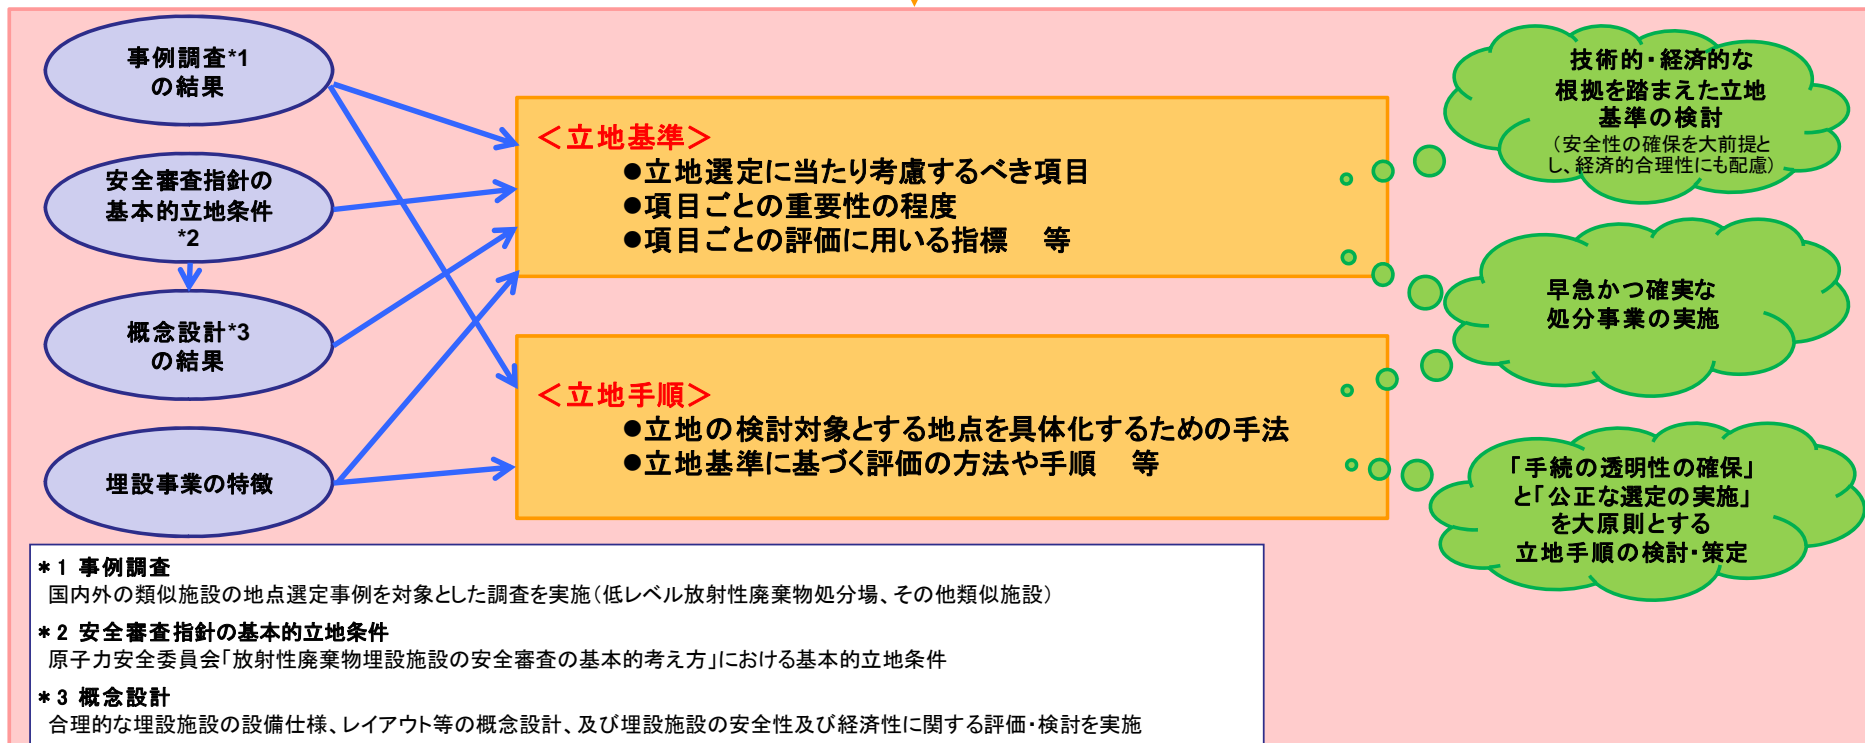 事例調査*1
の結果
安全審査指針の
基本的立地条件
*2
概念設計*3
の結果
埋設事業の特徴
＜立地基準＞
●立地選定に当たり考慮するべき項目
●項目ごとの重要性の程度
●項目ごとの評価に用いる指標　等
＜立地手順＞
●立地の検討対象とする地点を具体化するための手法
●立地基準に基づく評価の方法や手順　等
技術的・経済的な
根拠を踏まえた立地
基準の検討
（安全性の確保を大前提と
し、経済的合理性にも配慮）
早急かつ確実な
処分事業の実施
「手続の透明性の確保」
と「公正な選定の実施」
を大原則とする
立地手順の検討・策定
*1 事例調査
国内外の類似施設の地点選定事例を対象とした調査を実施（低レベル放射性廃棄物処分場、その他類似施設）
*2 安全審査指針の基本的立地条件
原子力安全委員会「放射性廃棄物埋設施設の安全審査の基本的考え方」における基本的立地条件
*3 概念設計
合理的な埋設施設の設備仕様、レイアウト等の概念設計、及び埋設施設の安全性及び経済性に関する評価・検討を実施